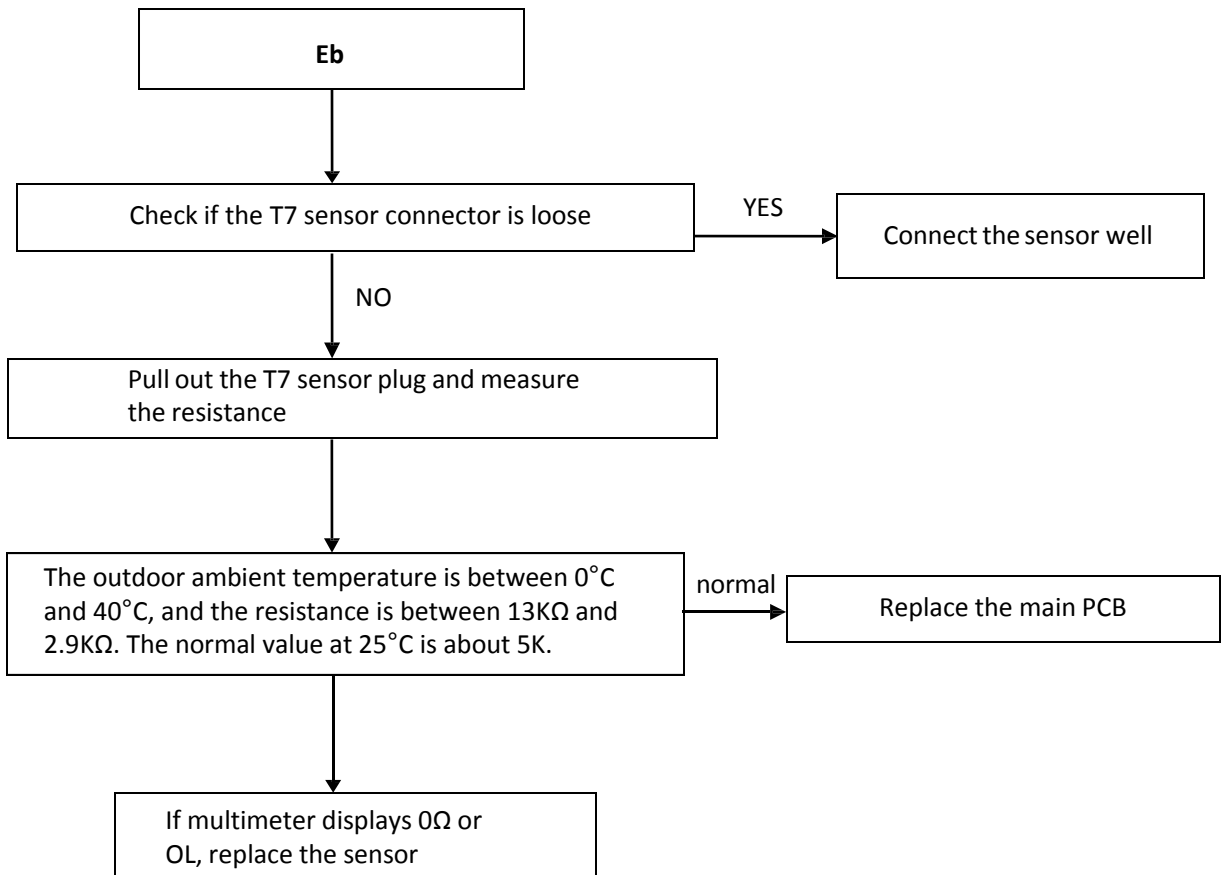 Eb
Check if the T7 sensor connector is loose
YES
Connect the sensor well
NO
Pull out the T7 sensor plug and measure
the resistance
The outdoor ambient temperature is between 0°C
and 40°C, and the resistance is between 13KΩ and
2.9KΩ. The normal value at 25°C is about 5K.
normal
Replace the main PCB
If multimeter displays 0Ω or
OL, replace the sensor